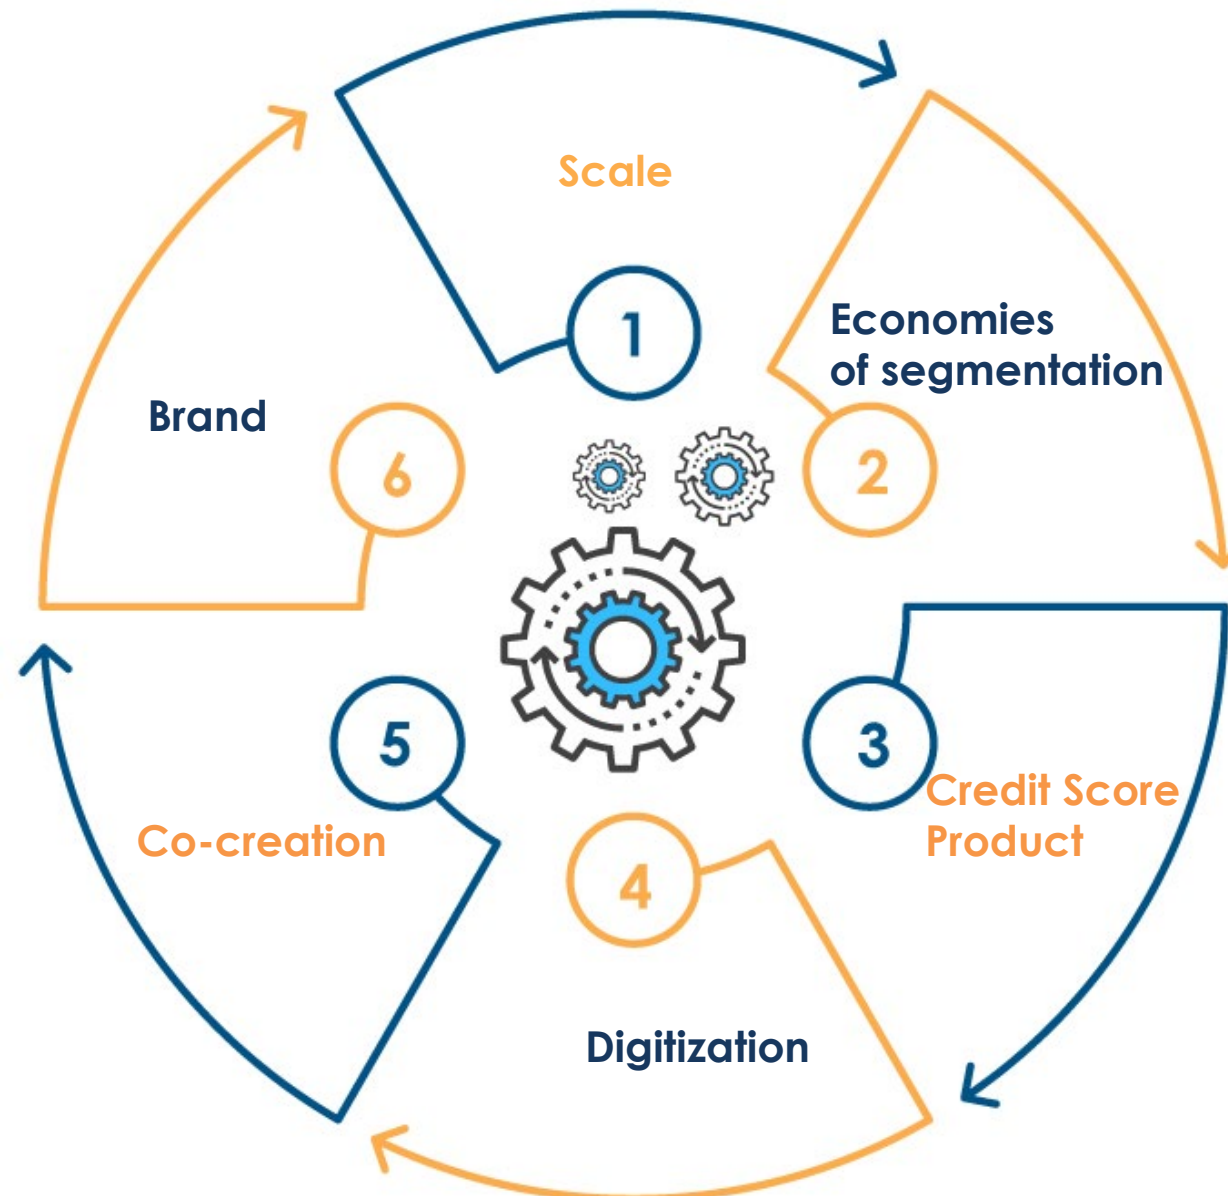 Scale
1
Economies
of segmentation
2
3
Credit Score
Product
4
Digitization
5
Co-creation
6
Brand